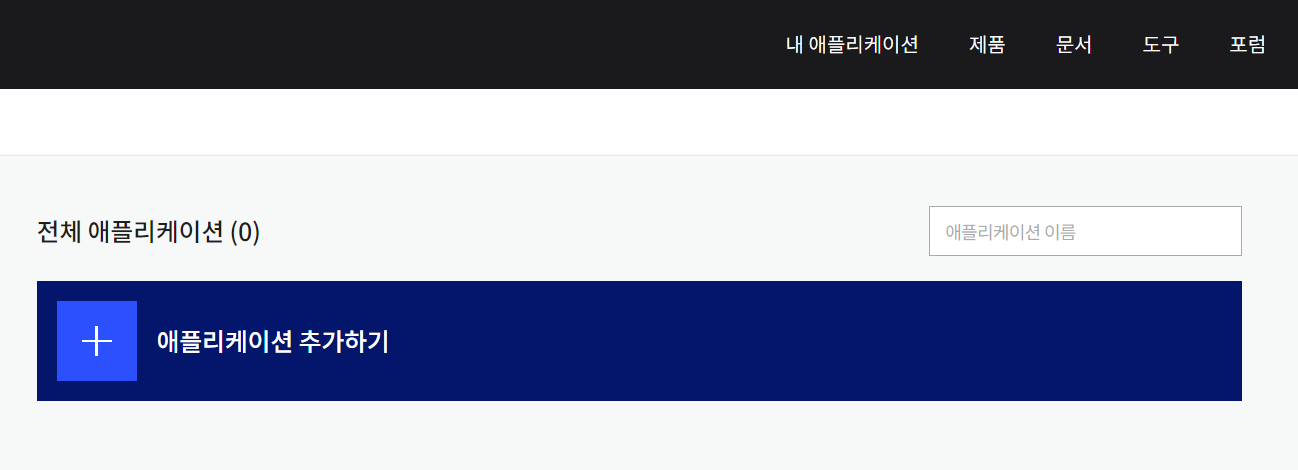 내 애플리케이션 제품 문서 도구 포럼
전체 애플리케이션 (0)
애플리케이션 이름
애플리케이션 추가하기